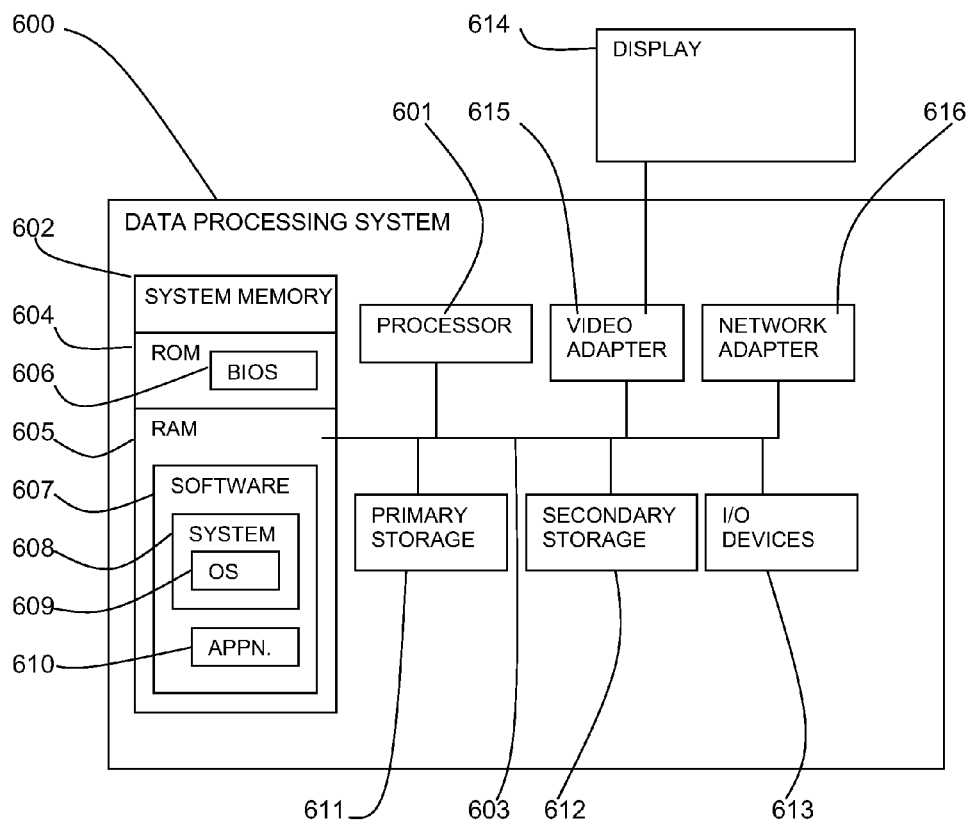 600
614
DISPLAY
601
615
616
602
DATA PROCESSING SYSTEM
SYSTEM MEMORY
604
ROM
606
BIOS
PROCESSOR
VIDEO
ADAPTER
NETWORK
ADAPTER
605
RAM
607
SOFTWARE
608
SYSTEM
609
OS
610
APPN.
PRIMARY
STORAGE
SECONDARY
STORAGE
I/O
DEVICES
611
603
612
613